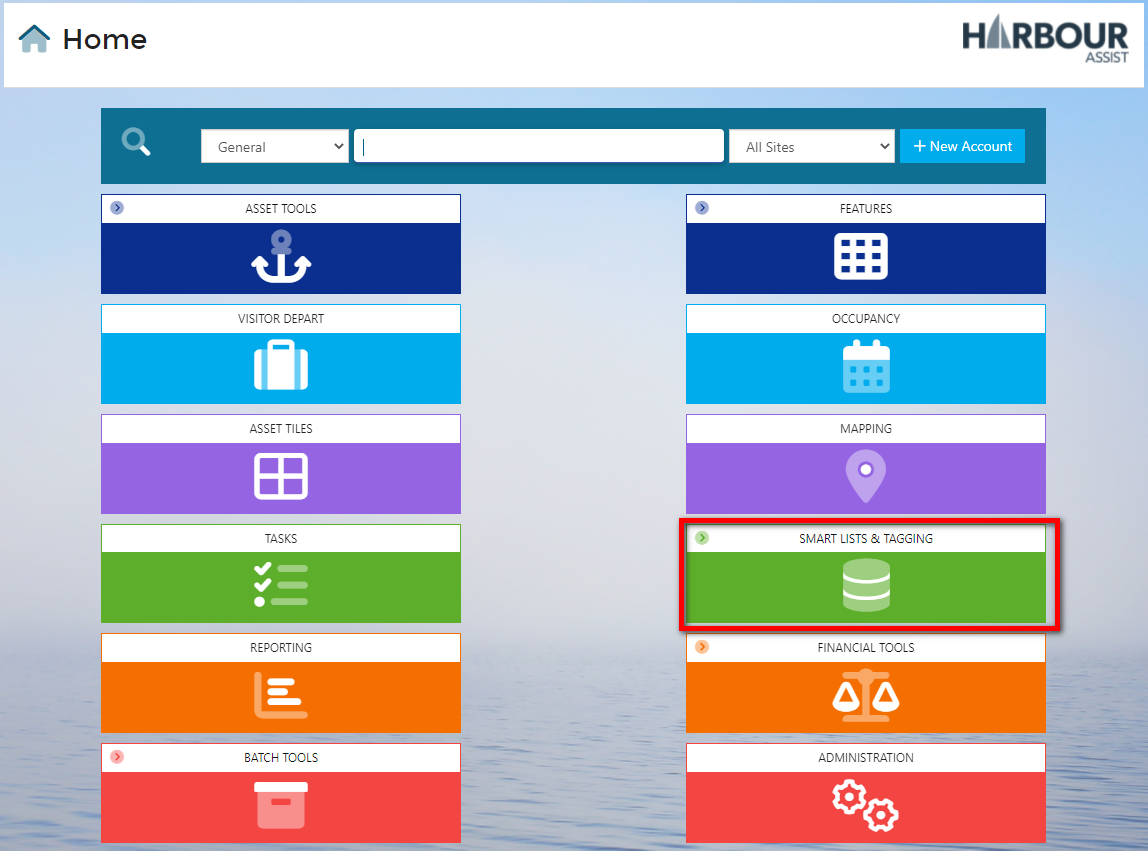 Home
HARBOUR
ASSIST
General
All Sites
+ New Account
ASSET TOOLS
FEATURES
VISITOR DEPART
OCCUPANCY
ASSET TILES
MAPPING
TASKS
SMART LISTS & TAGGING
REPORTING
FINANCIAL TOOLS
BATCH TOOLS
ADMINISTRATION